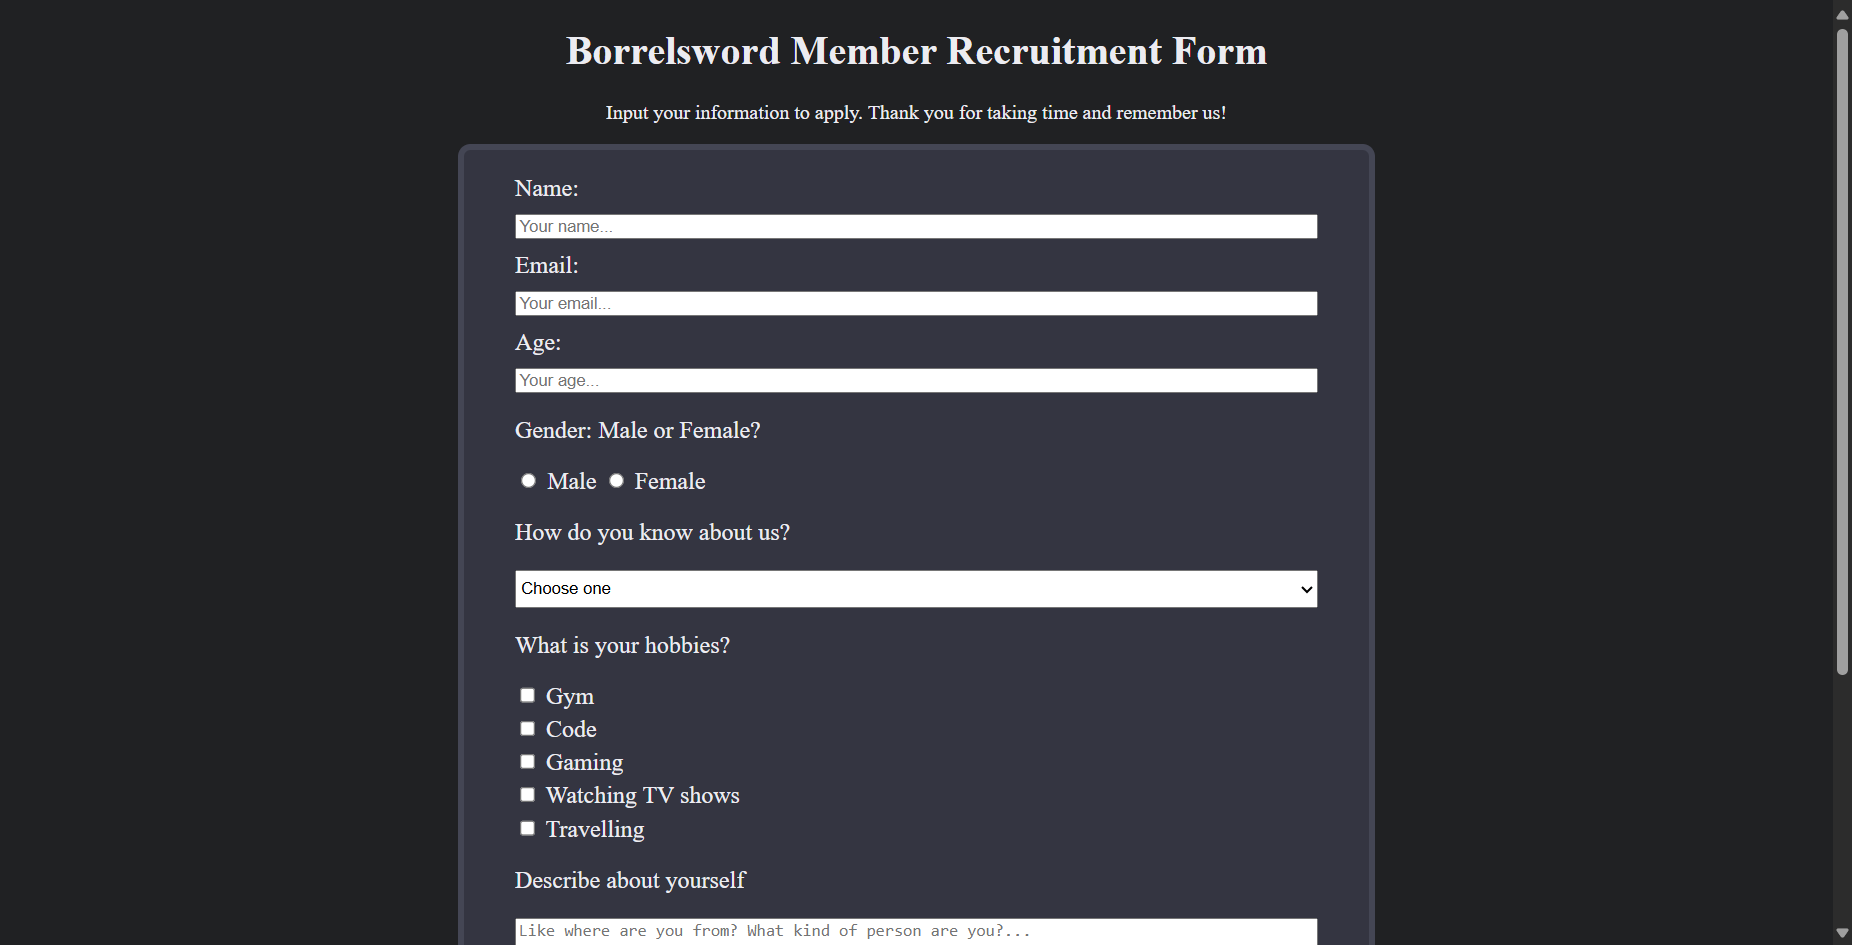 Borrelsword Member Recruitment Form
Input your information to apply. Thank you for taking time and remember us!
Name:
Your name...
Email:
Your email...
Age:
Your age...
Gender: Male or Female?
Male Female
How do you know about us?
Choose one
What is your hobbies?
Gym
Code
Gaming
Watching TV shows
Travelling
Describe about yourself
Like where are you from? What kind of person are you?...